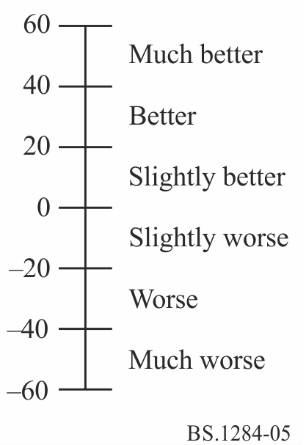 60
Much better
40
Better
20
Slightly better
0
Slightly worse
–20
Worse
–40
Much worse
–60
BS.1284-05